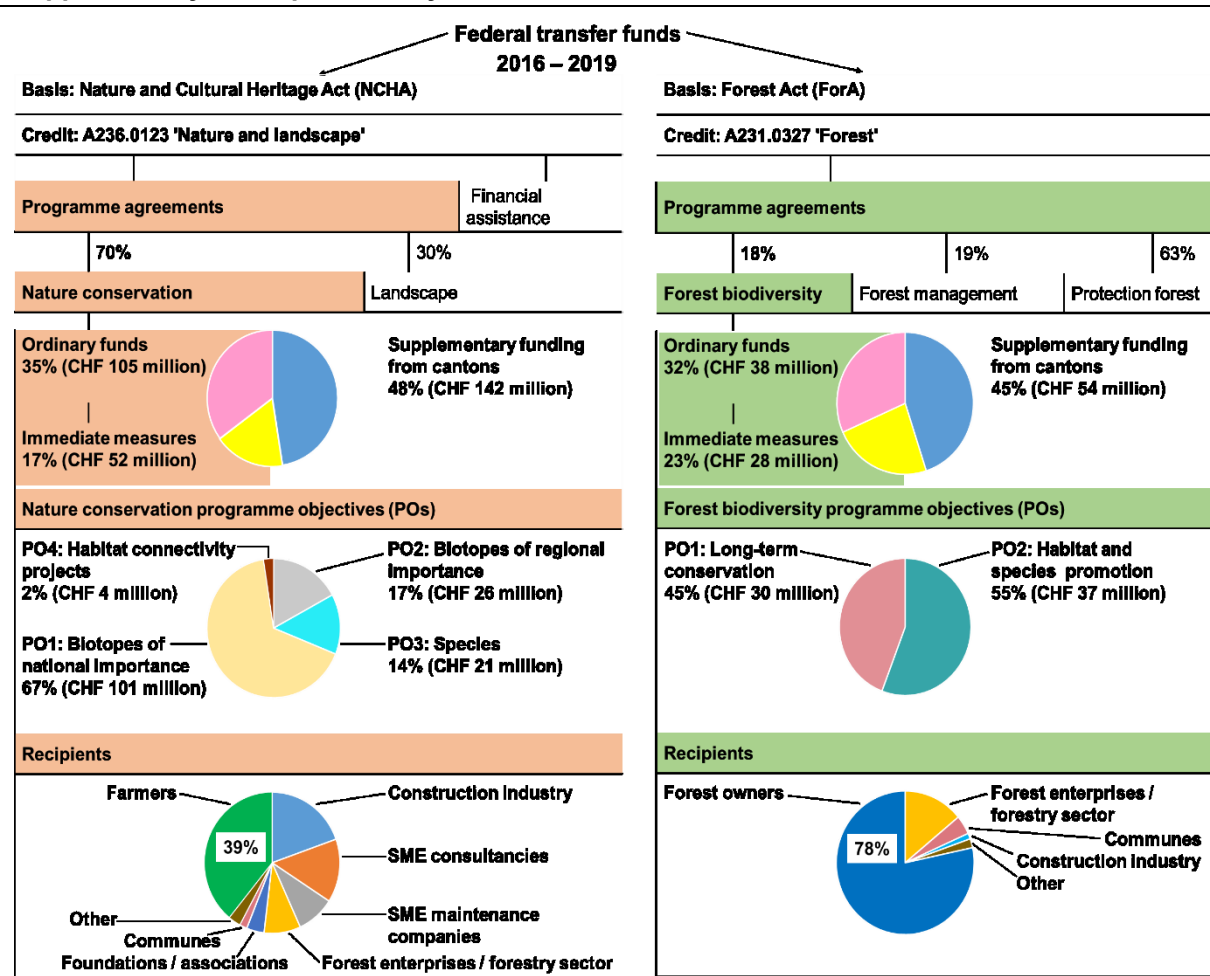 Federal transfer funds
2016 – 2019
Basis: Nature and Cultural Heritage Act (NCHA)
Credit: A236.0123 'Nature and landscape'
Programme agreements
Financial
assistance
70%
30%
Nature conservation
Landscape
Ordinary funds
35% (CHF 105 million)
Immediate measures
17% (CHF 52 million)
Supplementary funding
from cantons
48% (CHF 142 million)
Nature conservation programme objectives (POs)
PO4: Habitat connectivity
projects
2% (CHF 4 million)
PO2: Biotopes of regional
importance
17% (CHF 26 million)
PO1: Biotopes of
national importance
67% (CHF 101 million)
PO3: Species
14% (CHF 21 million)
Recipients
Farmers
Construction industry
39%
SME consultancies
SME maintenance
companies
Other
Communes
Foundations / associations
Forest enterprises / forestry sector
Basis: Forest Act (ForA)
Credit: A231.0327 'Forest'
Programme agreements
18%
19%
63%
Forest biodiversity
Forest management
Protection forest
Ordinary funds
32% (CHF 38 million)
Immediate measures
23% (CHF 28 million)
Supplementary funding
from cantons
45% (CHF 54 million)
Forest biodiversity programme objectives (POs)
PO1: Long-term
conservation
45% (CHF 30 million)
PO2: Habitat and
species promotion
55% (CHF 37 million)
Recipients
Forest owners
78%
Forest enterprises /
forestry sector
Communes
Construction industry
Other